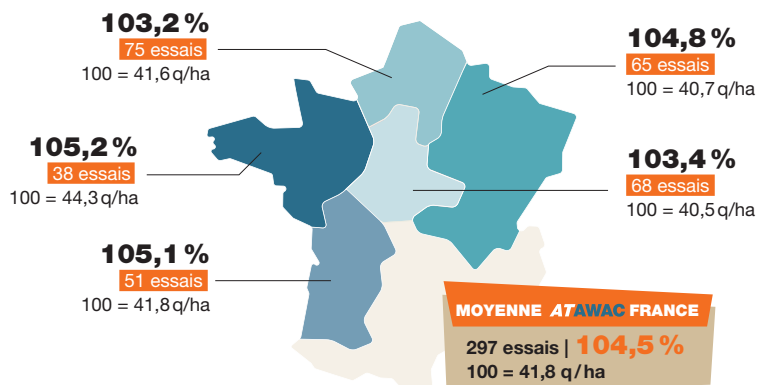 103,2 %
75 essais
100 = 41,6 q/ha
104,8 %
65 essais
100 = 40,7 q/ha
105,2 %
38 essais
100 = 44,3 q/ha
103,4 %
68 essais
100 = 40,5 q/ha
105,1 %
51 essais
100 = 41,8 q/ha
MOYENNE ATAWAC FRANCE
297 essais | 104,5 %
100 = 41,8 q/ha